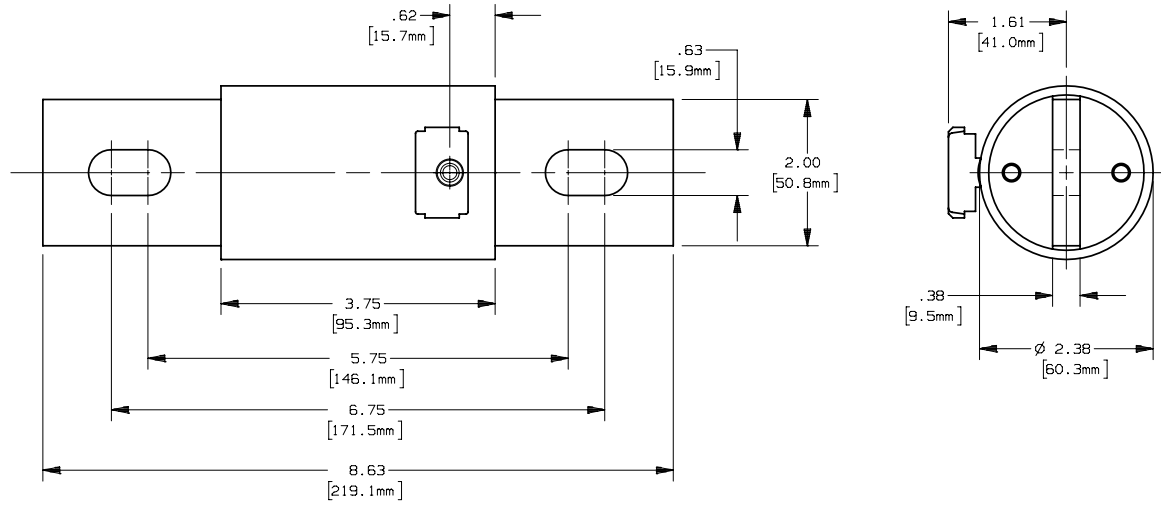 .62
[15.7mm]
.63
[15.9mm]
2.00
[50.8mm]
3.75
[95.3mm]
5.75
[146.1mm]
6.75
[171.5mm]
8.63
[219.1mm]
1.61
[41.0mm]
.38
[9.5mm]
Ø 2.38
[60.3mm]